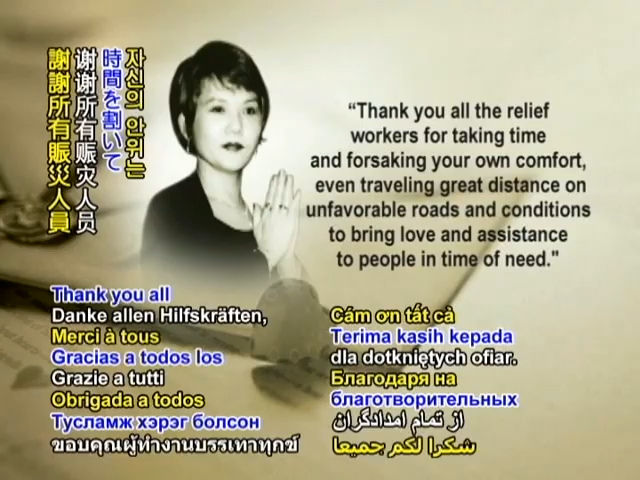 謝謝所有賑災人員
谢谢所有赈灾人员
時間を割いて
자신의 안위는
“Thank you all the relief
workers for taking time
and forsaking your own comfort,
even traveling great distance on
unfavorable roads and conditions
to bring love and assistance
to people in time of need."
Thank you all
Danke allen Hilfskräften,
Merci à tous
Gracias a todos los
Grazie a tutti
Obrigada a todos
Тусламж хэрэг болсон
ขอบคุณผู้ทำงานบรรเทาทุกข์
Cám ơn tất cả
Terima kasih kepada
dla dotkniętych ofiar.
Благодаря на
благотворительных
از تمام امدادگران
شكرا لكم جميعا